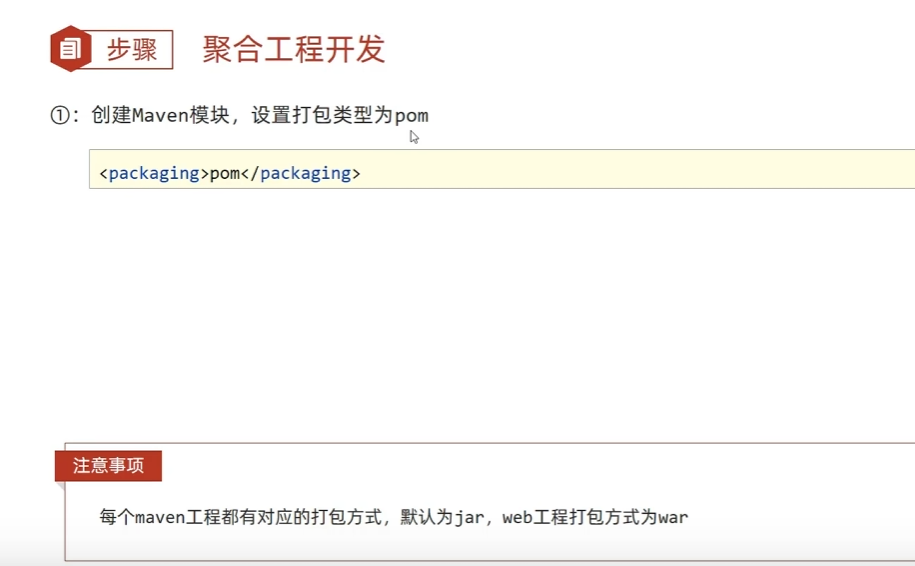 步骤 聚合工程开发
①：创建Maven模块，设置打包类型为pom
<packaging>pom</packaging>
注意事项
每个maven工程都有对应的打包方式，默认为jar，web工程打包方式为war